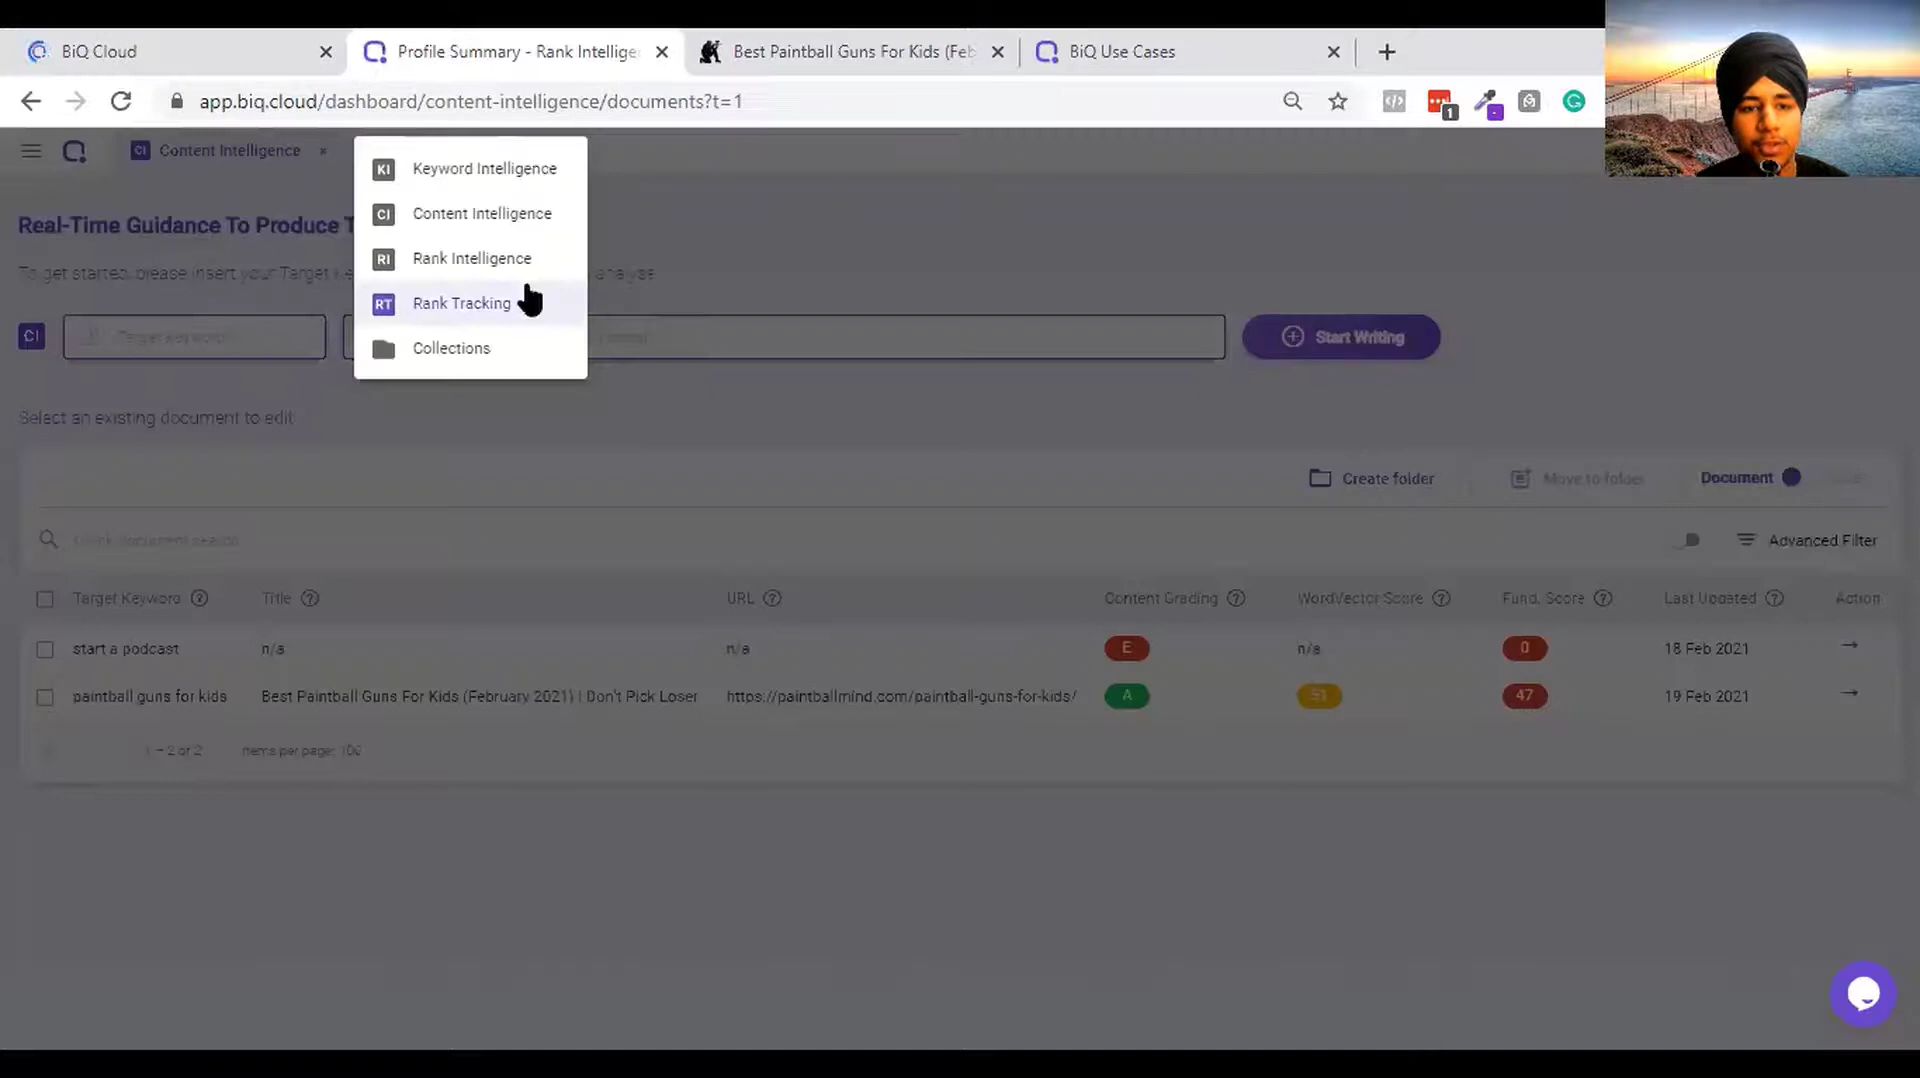 BiQ Cloud
Profile Summary - Rank Intellige
Best Paintball Guns For Kids (Feb
BiQ Use Cases
app.biq.cloud/dashboard/content-intelligence/documents?t=1
1
CI Content Intelligence
KI Keyword Intelligence
CI Content Intelligence
RI Rank Intelligence
RT Rank Tracking
Collections
Real-Time Guidance To Produce T
To get started, please insert your Target Ke
analyse
CI
Target Keyword
Start Writing
Select an existing document to edit
Create folder
Move to folder
Document
Quick document search
Advanced Filter
Target Keyword Title URL Content Grading WordVector Score Fund. Score Last Updated Action
start a podcast n/a n/a E n/a 0 18 Feb 2021
paintball guns for kids Best Paintball Guns For Kids (February 2021) | Don't Pick Loser https://paintballmind.com/paintball-guns-for-kids/ A 51 47 19 Feb 2021
1 – 2 of 2 Items per page: 100